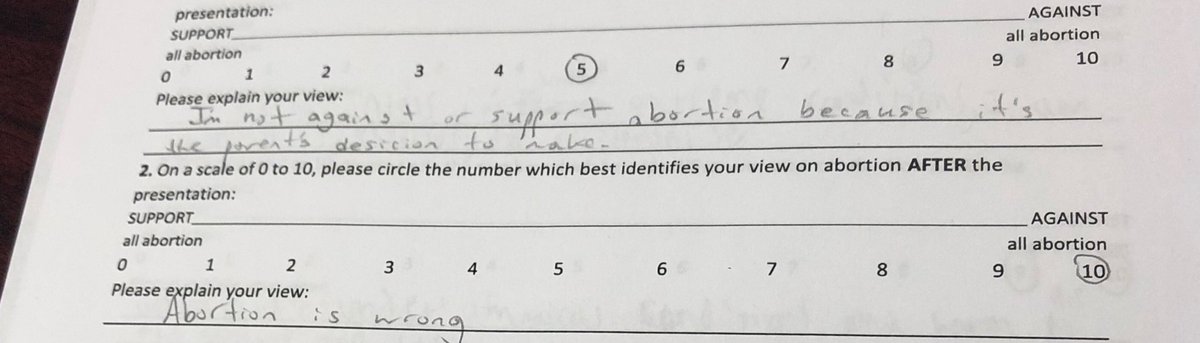 presentation:
AGAINST
SUPPORT
all abortion
all abortion
0 1 2 3 4 5 6 7 8 9 10
Please explain your view:
I'm not against or support abortion because it's
the parent's desicion to make.
2. On a scale of 0 to 10, please circle the number which best identifies your view on abortion AFTER the
presentation:
SUPPORT AGAINST
all abortion all abortion
0 1 2 3 4 5 6 7 8 9 10
Please explain your view:
Abortion is wrong